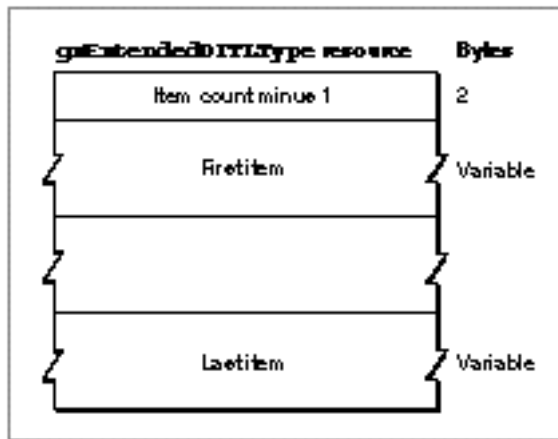 gxExtendedDITLType resource Bytes
Item count minus 1 2
First item Variable
Last item Variable